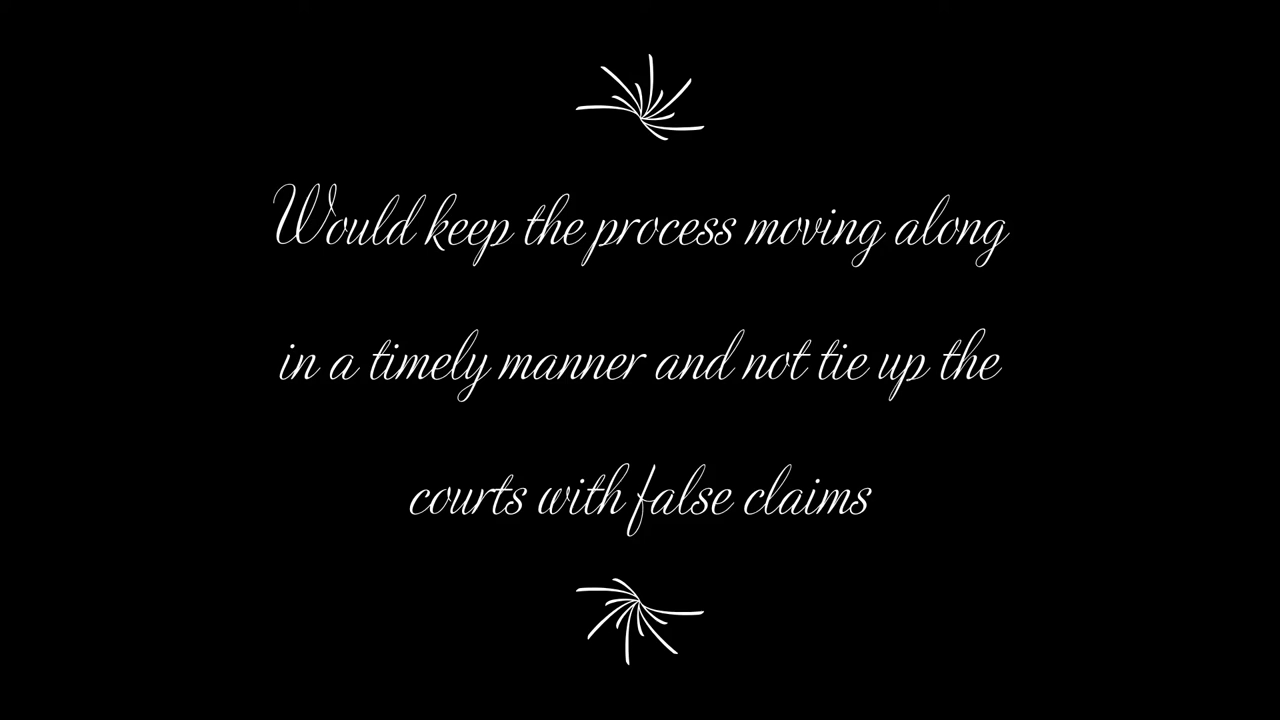 Would keep the process moving along
in a timely manner and not tie up the
courts with false claims